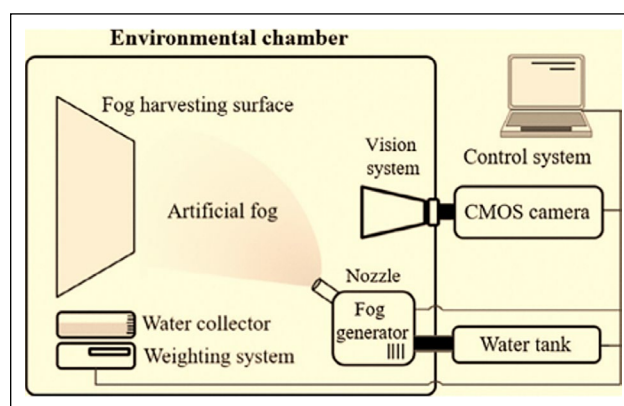 Environmental chamber
Fog harvesting surface
Vision
system
Control system
Artificial fog
CMOS camera
Nozzle
Fog
generator
Water collector
Weighting system
Water tank